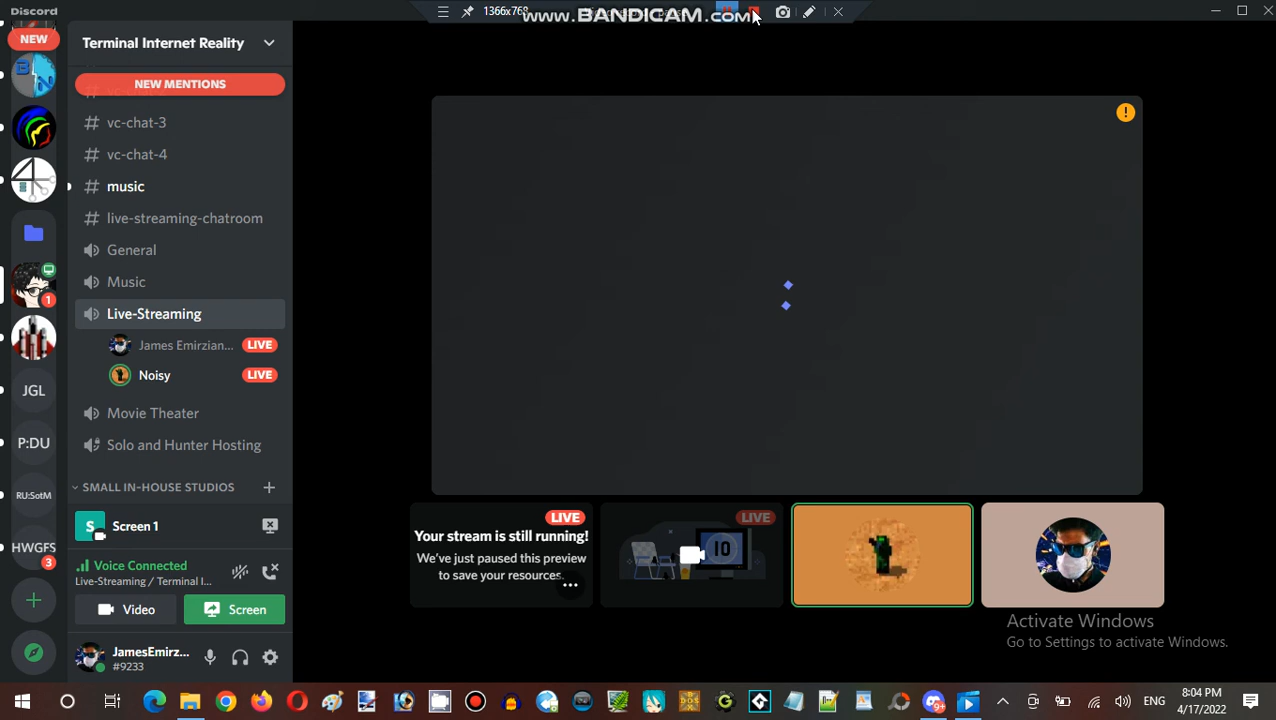 Discord
1366x768
www.BANDICAM.com
NEW
Terminal Internet Reality
NEW MENTIONS
vc-chat-3
vc-chat-4
music
live-streaming-chatroom
General
Music
Live-Streaming
James Emirzian... LIVE
Noisy LIVE
Movie Theater
Solo and Hunter Hosting
SMALL IN-HOUSE STUDIOS
S Screen 1
Voice Connected
Live-Streaming / Terminal I...
Video Screen
JamesEmirz...
#9233
1
JGL
P:DU
RU:SotM
HWGFS
3
!
LIVE
Your stream is still running!
We've just paused this preview
to save your resources.
LIVE
10
Activate Windows
Go to Settings to activate Windows.
9+
ENG
8:04 PM
4/17/2022